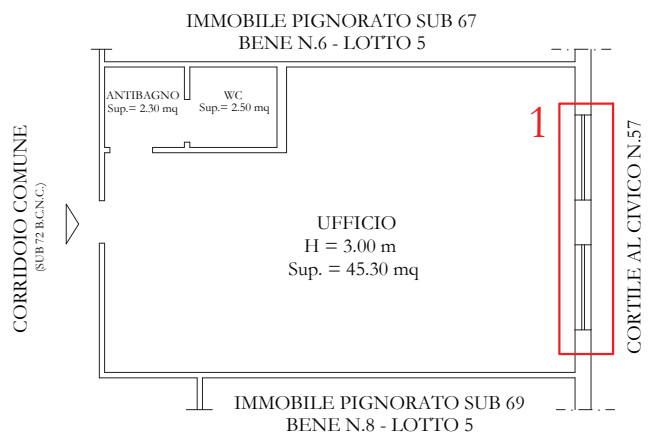 IMMOBILE PIGNORATO SUB 67
BENE N.6 - LOTTO 5
ANTIBAGNO
Sup.= 2.30 mq
WC
Sup.= 2.50 mq
1
CORRIDOIO COMUNE
(SUB 72 B.C.N.C.)
UFFICIO
H = 3.00 m
Sup. = 45.30 mq
CORTILE AL CIVICO N.57
IMMOBILE PIGNORATO SUB 69
BENE N.8 - LOTTO 5